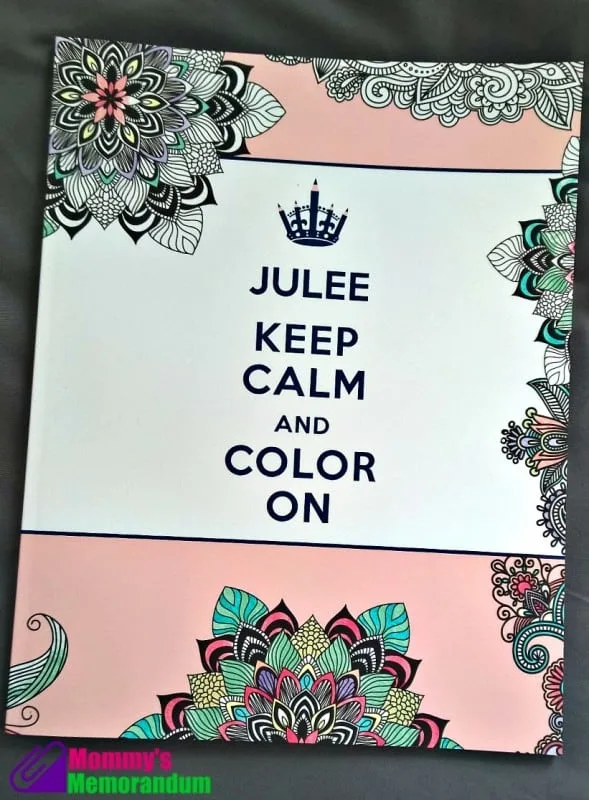 JULEE
KEEP
CALM
AND
COLOR
ON
Mommy's
Memorandum